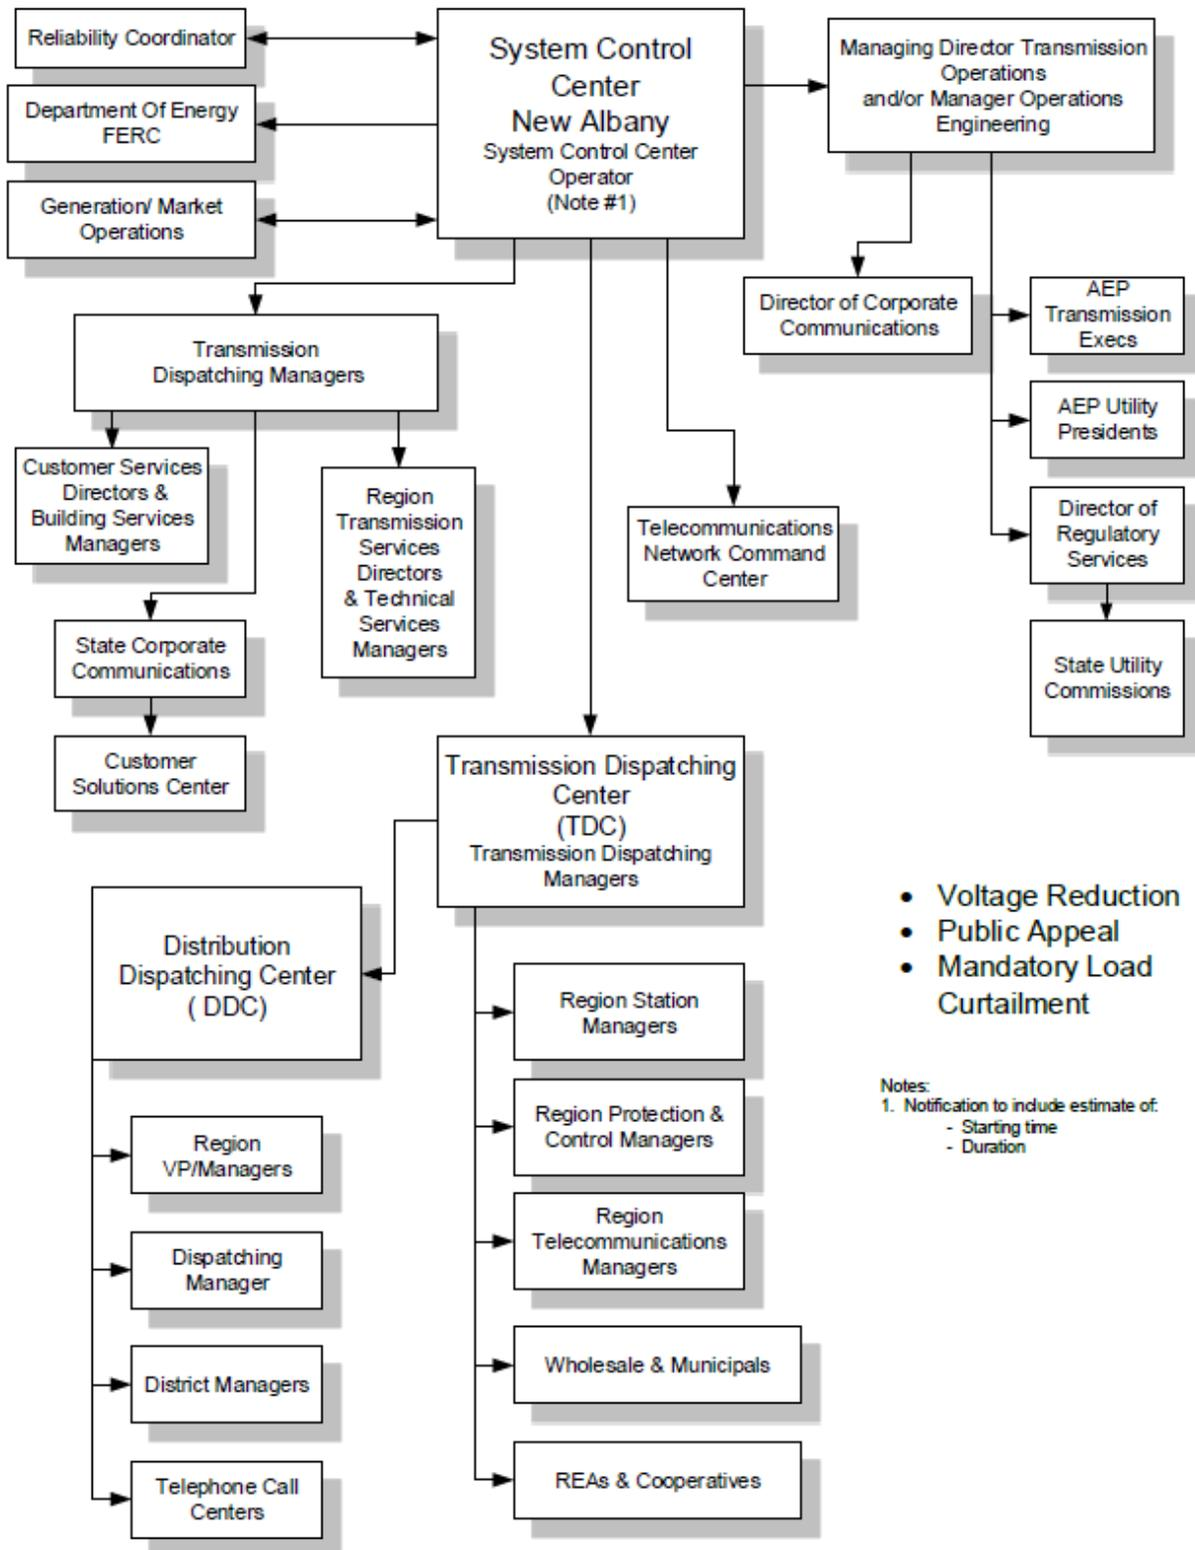 Reliability Coordinator
Department Of Energy
FERC
Generation/ Market
Operations
System Control
Center
New Albany
System Control Center
Operator
(Note #1)
Managing Director Transmission
Operations
and/or Manager Operations
Engineering
Director of Corporate
Communications
AEP
Transmission
Execs
AEP Utility
Presidents
Director of
Regulatory
Services
State Utility
Commissions
Transmission
Dispatching Managers
Customer Services
Directors &
Building Services
Managers
Region
Transmission
Services
Directors
& Technical
Services
Managers
Telecommunications
Network Command
Center
State Corporate
Communications
Customer
Solutions Center
Transmission Dispatching
Center
(TDC)
Transmission Dispatching
Managers
Distribution
Dispatching Center
( DDC)
Region
VP/Managers
Dispatching
Manager
District Managers
Telephone Call
Centers
Region Station
Managers
Region Protection &
Control Managers
Region
Telecommunications
Managers
Wholesale & Municipals
REAs & Cooperatives
• Voltage Reduction
• Public Appeal
• Mandatory Load
Curtailment
Notes:
1. Notification to include estimate of:
- Starting time
- Duration